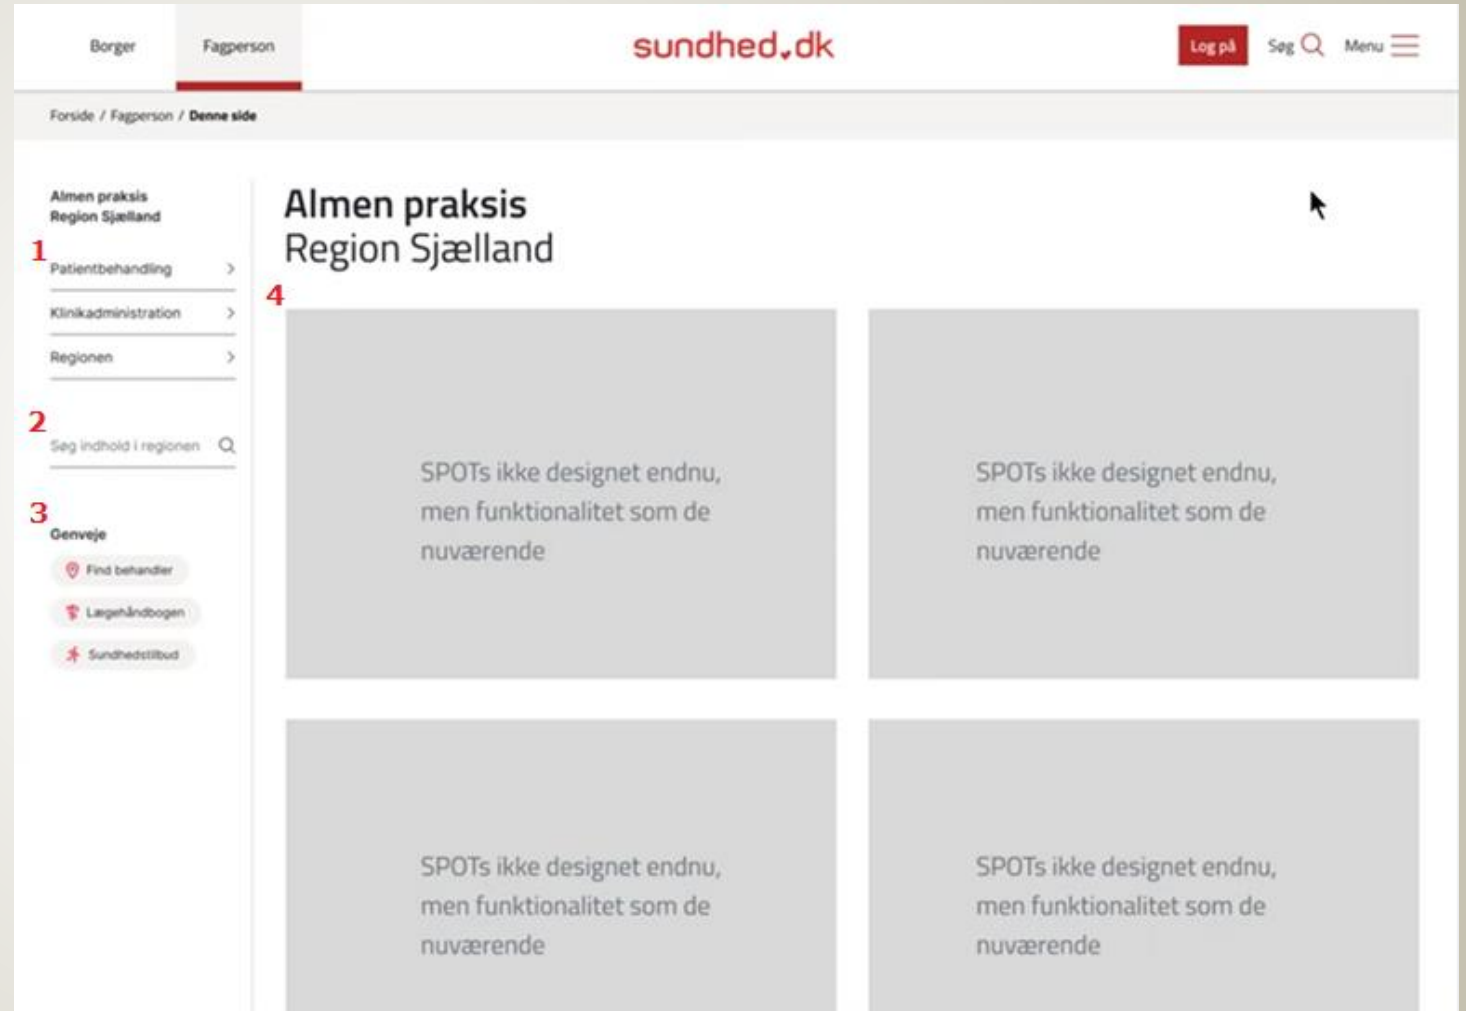 Borger
Fagperson
sundhed.dk
Log på
Søg
Menu
Forside / Fagperson / Denne side
Almen praksis
Region Sjælland
1
Patientbehandling
Klinikadministration
Regionen
2
Søg indhold i regionen
3
Genveje
Find behandler
Lægehåndbogen
Sundhedstilbud
Almen praksis
Region Sjælland
4
SPOTs ikke designet endnu,
men funktionalitet som de
nuværende
SPOTs ikke designet endnu,
men funktionalitet som de
nuværende
SPOTs ikke designet endnu,
men funktionalitet som de
nuværende
SPOTs ikke designet endnu,
men funktionalitet som de
nuværende